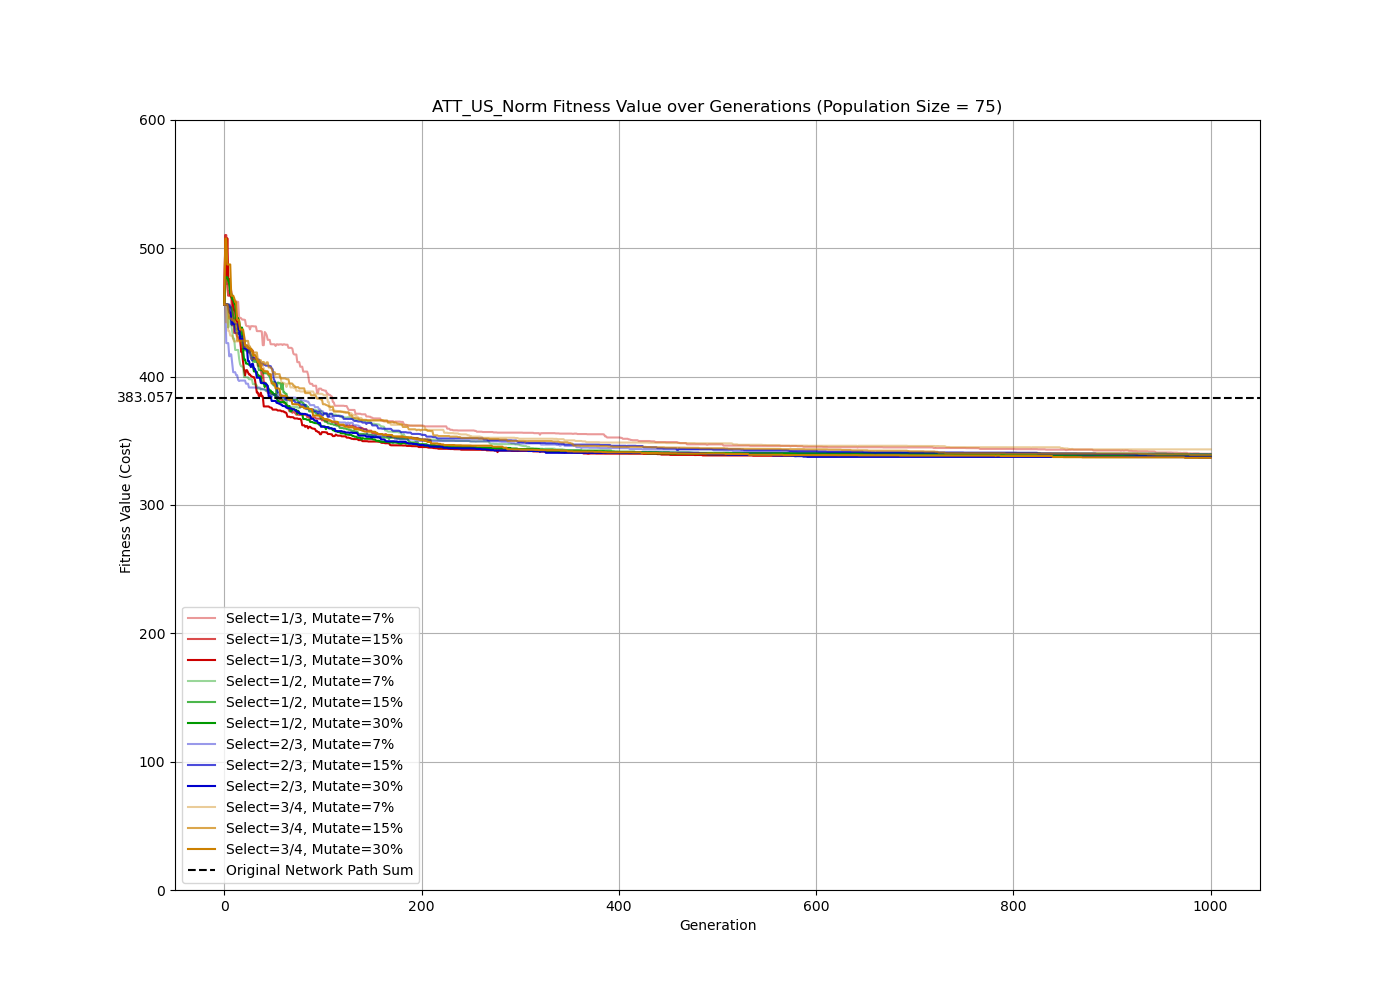 ATT_US_Norm Fitness Value over Generations (Population Size = 75)
600
500
400
383.057
300
200
100
0
Fitness Value (Cost)
Select=1/3, Mutate=7%
Select=1/3, Mutate=15%
Select=1/3, Mutate=30%
Select=1/2, Mutate=7%
Select=1/2, Mutate=15%
Select=1/2, Mutate=30%
Select=2/3, Mutate=7%
Select=2/3, Mutate=15%
Select=2/3, Mutate=30%
Select=3/4, Mutate=7%
Select=3/4, Mutate=15%
Select=3/4, Mutate=30%
Original Network Path Sum
0 200 400 600 800 1000
Generation